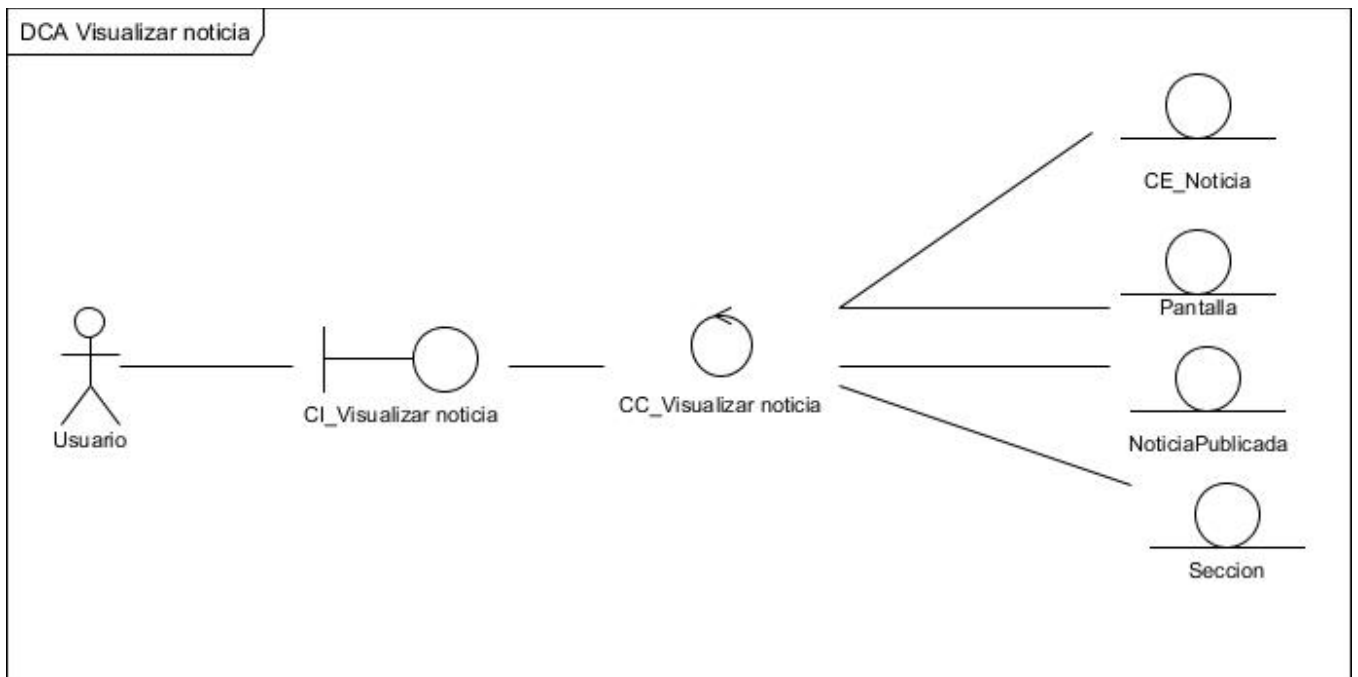 DCA Visualizar noticia
CE_Noticia
Pantalla
Usuario
CI_Visualizar noticia
CC_Visualizar noticia
NoticiaPublicada
Seccion